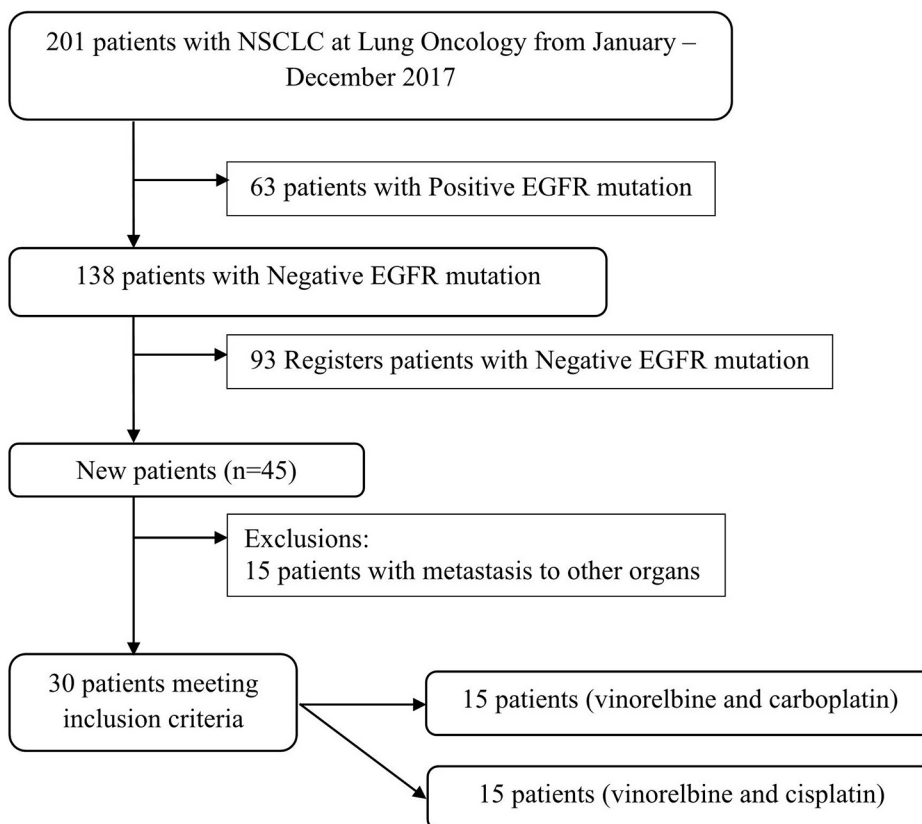 201 patients with NSCLC at Lung Oncology from January –
December 2017
63 patients with Positive EGFR mutation
138 patients with Negative EGFR mutation
93 Registers patients with Negative EGFR mutation
New patients (n=45)
Exclusions:
15 patients with metastasis to other organs
30 patients meeting
inclusion criteria
15 patients (vinorelbine and carboplatin)
15 patients (vinorelbine and cisplatin)